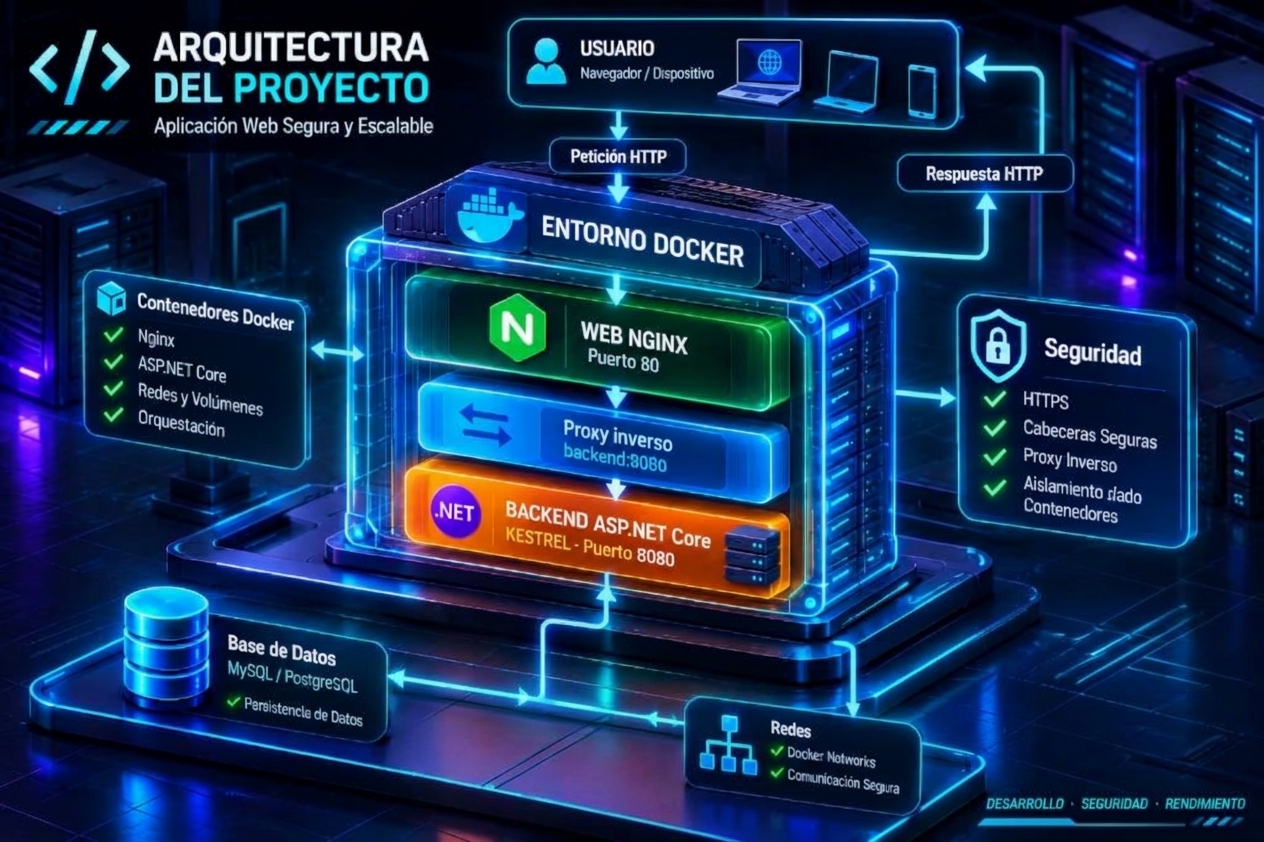 </>
ARQUITECTURA
DEL PROYECTO
Aplicación Web Segura y Escalable
USUARIO
Navegador / Dispositivo
Petición HTTP
Respuesta HTTP
ENTORNO DOCKER
N
WEB NGINX
Puerto 80
Proxy inverso
backend:8080
.NET
BACKEND ASP.NET Core
KESTREL - Puerto 8080
Contenedores Docker
Nginx
ASP.NET Core
Redes y Volúmenes
Orquestación
Seguridad
HTTPS
Cabeceras Seguras
Proxy Inverso
Aislamiento
Contenedores
Base de Datos
MySQL / PostgreSQL
Persistencia de Datos
Redes
Docker Networks
Comunicación Segura
DESARROLLO · SEGURIDAD · RENDIMIENTO